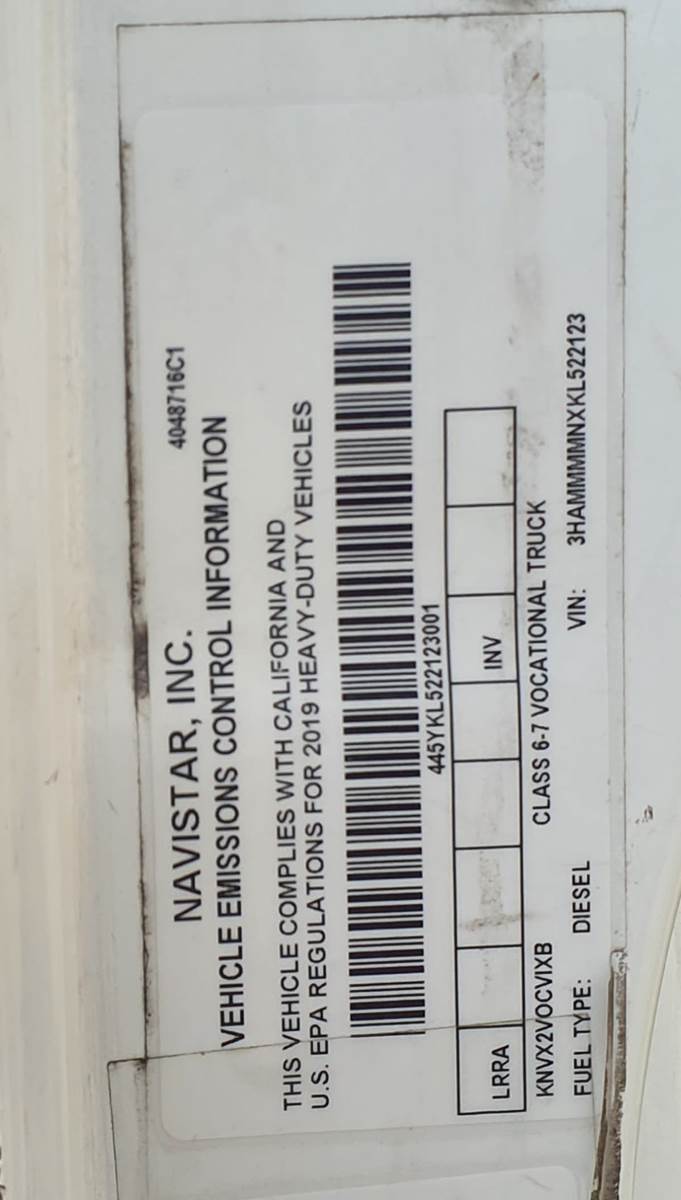 4048716C1
NAVISTAR, INC.
VEHICLE EMISSIONS CONTROL INFORMATION
THIS VEHICLE COMPLIES WITH CALIFORNIA AND
U.S. EPA REGULATIONS FOR 2019 HEAVY-DUTY VEHICLES
445YKL522123001
LRRA INV
KNVX2VOCVIXB CLASS 6-7 VOCATIONAL TRUCK
FUEL TYPE: DIESEL VIN: 3HAMMMMNXKL522123